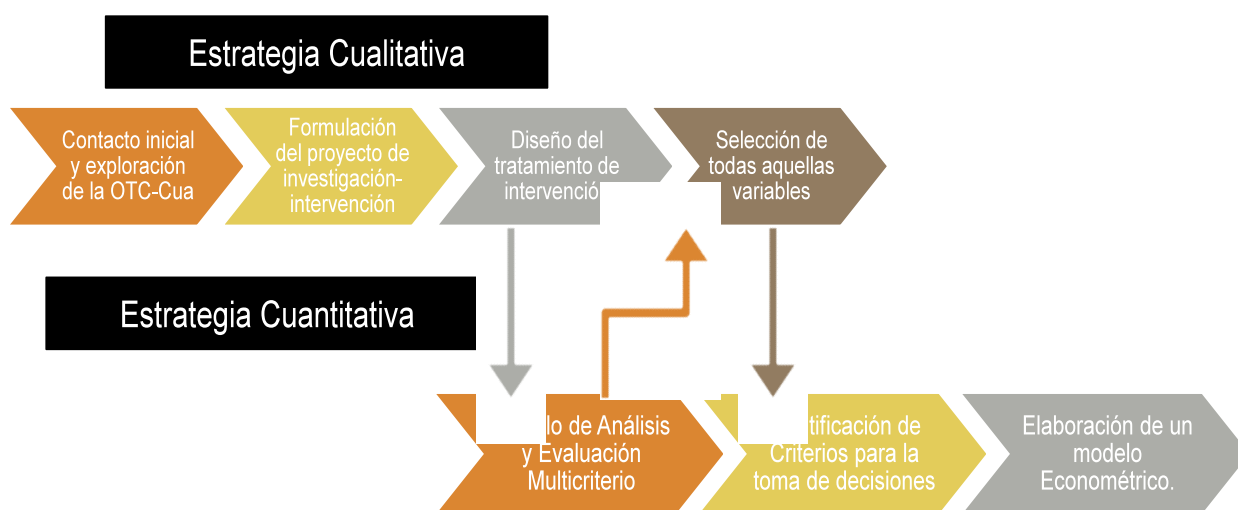 Estrategia Cualitativa
Contacto inicial
y exploración
de la OTC-Cua
Formulación
del proyecto de
investigación-
intervención
Diseño del
tratamiento de
Selección de
todas aquellas
variables
Estrategia Cuantitativa
de Análisis
y Evaluación
Multicriterio
de
Criterios para la
toma de decisiones
Elaboración de un
modelo
Econométrico.